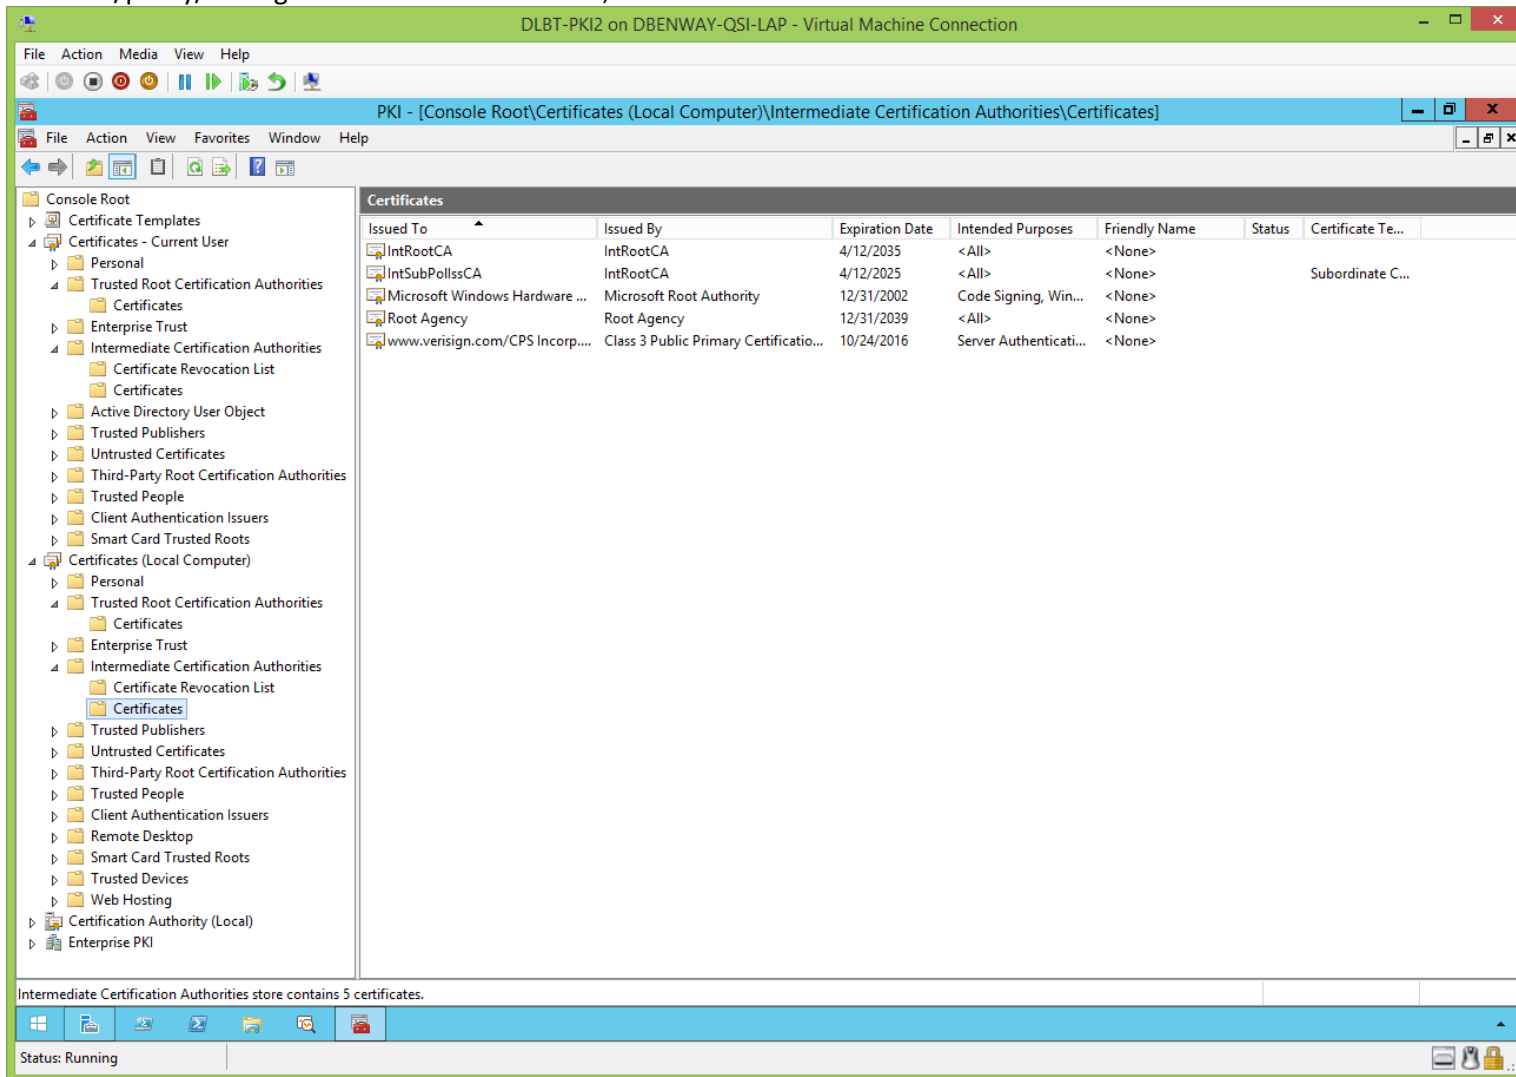 DLBT-PKI2 on DBENWAY-QSI-LAP - Virtual Machine Connection
File Action Media View Help
PKI - [Console Root\Certificates (Local Computer)\Intermediate Certification Authorities\Certificates]
File Action View Favorites Window Help
Console Root
Certificate Templates
Certificates - Current User
Personal
Trusted Root Certification Authorities
Certificates
Enterprise Trust
Intermediate Certification Authorities
Certificate Revocation List
Certificates
Active Directory User Object
Trusted Publishers
Untrusted Certificates
Third-Party Root Certification Authorities
Trusted People
Client Authentication Issuers
Smart Card Trusted Roots
Certificates (Local Computer)
Personal
Trusted Root Certification Authorities
Certificates
Enterprise Trust
Intermediate Certification Authorities
Certificate Revocation List
Certificates
Trusted Publishers
Untrusted Certificates
Third-Party Root Certification Authorities
Trusted People
Client Authentication Issuers
Remote Desktop
Smart Card Trusted Roots
Trusted Devices
Web Hosting
Certification Authority (Local)
Enterprise PKI
Certificates
Issued To Issued By Expiration Date Intended Purposes Friendly Name Status Certificate Te...
IntRootCA IntRootCA 4/12/2035 <All> <None>
IntSubPolIssCA IntRootCA 4/12/2025 <All> <None> Subordinate C...
Microsoft Windows Hardware ... Microsoft Root Authority 12/31/2002 Code Signing, Win... <None>
Root Agency Root Agency 12/31/2039 <All> <None>
www.verisign.com/CPS Incorp.... Class 3 Public Primary Certificatio... 10/24/2016 Server Authenticati... <None>
Intermediate Certification Authorities store contains 5 certificates.
Status: Running